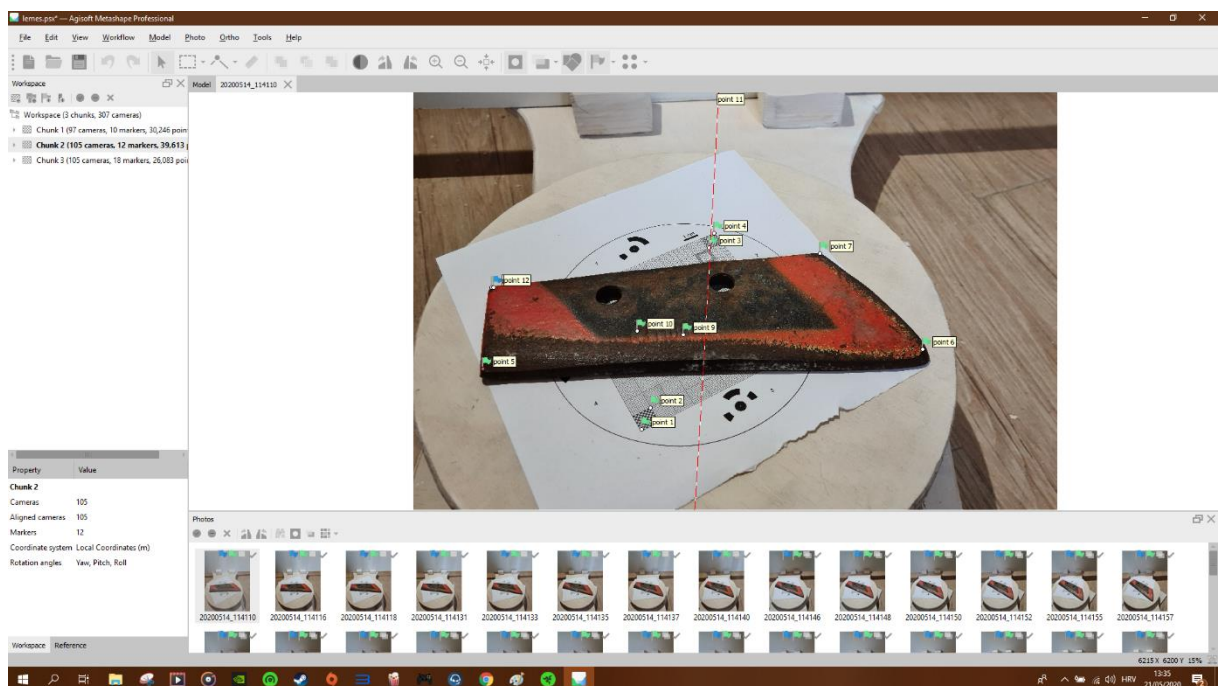 lemes.psx* — Agisoft Metashape Professional
File Edit View Workflow Model Photo Ortho Tools Help
Workspace
Model 20200514_114110
Workspace (3 chunks, 307 cameras)
Chunk 1 (97 cameras, 10 markers, 30,246 poin
Chunk 2 (105 cameras, 12 markers, 39,613 p
Chunk 3 (105 cameras, 18 markers, 26,083 poi
point 11
point 4
point 3
point 7
point 12
point 10
point 9
point 6
point 5
point 2
point 1
Property Value
Chunk 2
Cameras 105
Aligned cameras 105
Markers 12
Coordinate system Local Coordinates (m)
Rotation angles Yaw, Pitch, Roll
Photos
20200514_114110 20200514_114116 20200514_114118 20200514_114131 20200514_114133 20200514_114135 20200514_114137 20200514_114140 20200514_114146 20200514_114148 20200514_114150 20200514_114152 20200514_114155 20200514_114157
Workspace Reference
6215 X 6200 Y 15%
HRV
13:35
21/05/2020